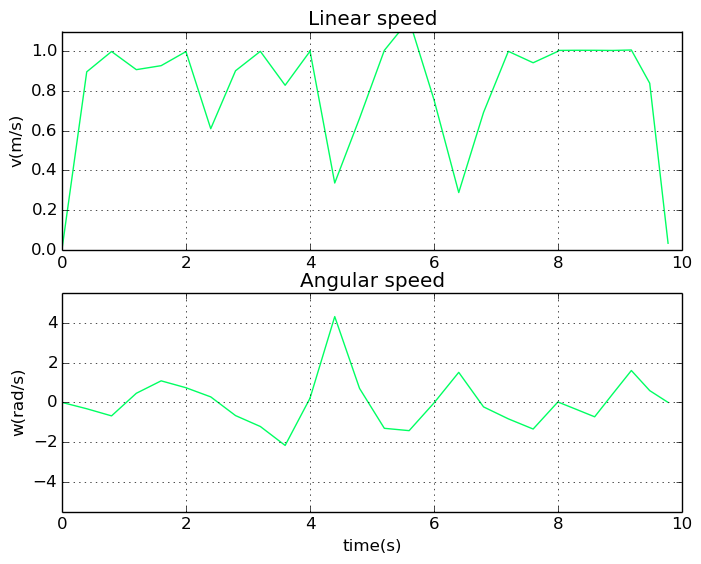 Linear speed
1.0
0.8
0.6
0.4
0.2
0.0
v(m/s)
0 2 4 6 8 10
Angular speed
4
2
0
−2
−4
w(rad/s)
0 2 4 6 8 10
time(s)